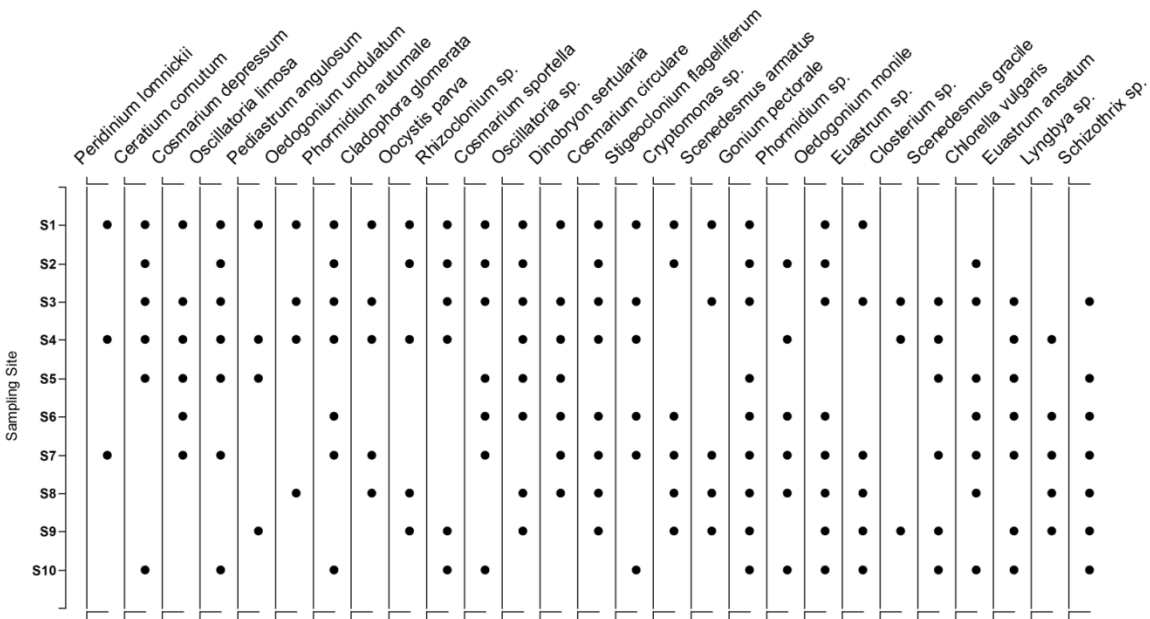 Peridinium lomnickii
Ceratium cornutum
Cosmarium depressum
Oscillatoria limosa
Pediastrum angulosum
Oedogonium undulatum
Phormidium autumale
Cladophora glomerata
Oocystis parva
Rhizoclonium sp.
Cosmarium sportella
Oscillatoria sp.
Dinobryon sertularia
Cosmarium circulare
Stigeoclonium flagelliferum
Cryptomonas sp.
Scenedesmus armatus
Gonium pectorale
Phormidium sp.
Oedogonium monile
Euastrum sp.
Closterium sp.
Scenedesmus gracile
Chlorella vulgaris
Euastrum ansatum
Lyngbya sp.
Schizothrix sp.
Sampling Site
S1
S2
S3
S4
S5
S6
S7
S8
S9
S10